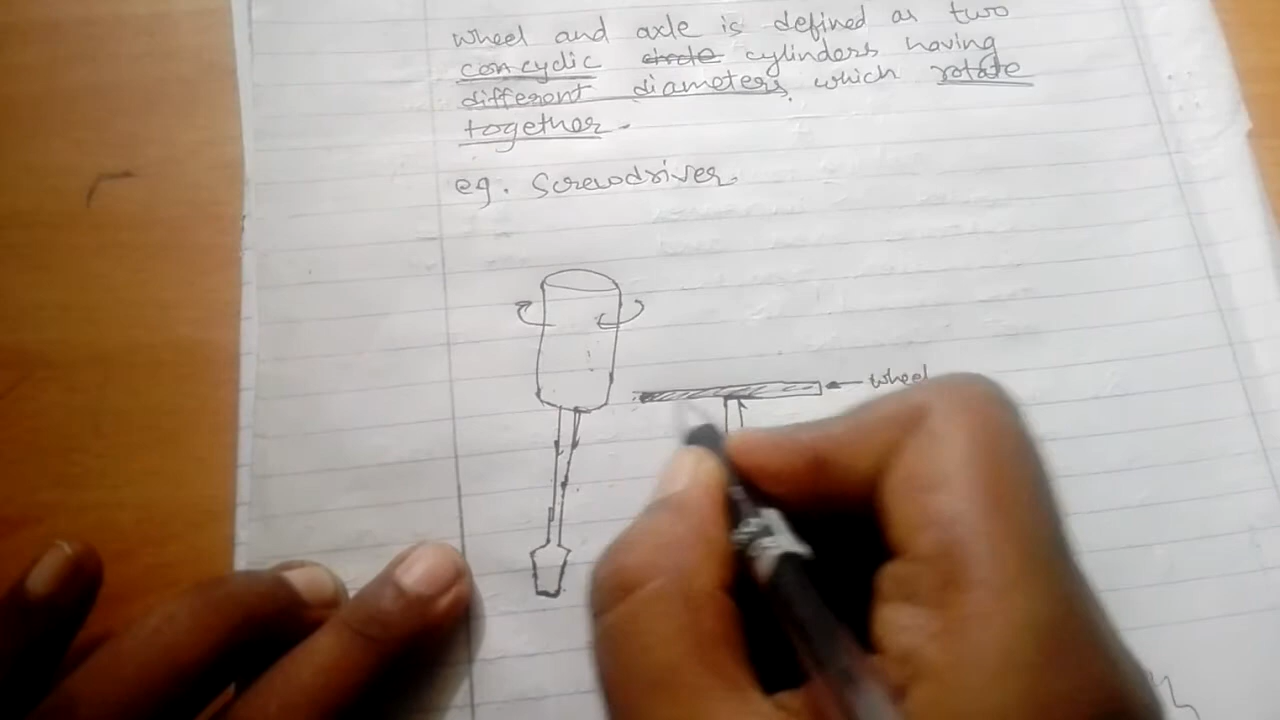 wheel and axle is defined as two
concyclic circle cylinders having
different diameters, which rotate
together.
eg. Screwdriver.
wheel